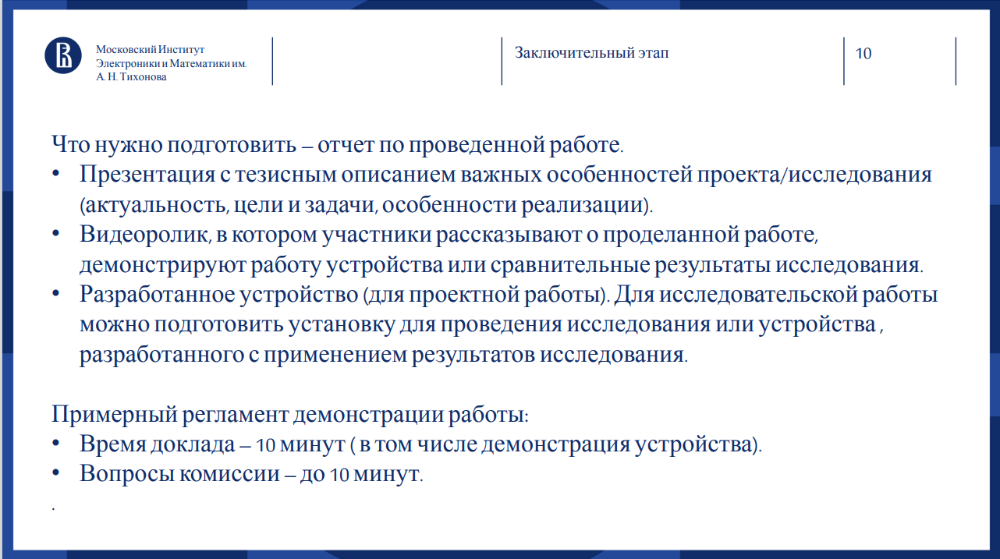 Московский Институт
Электроники и Математики им.
А. Н. Тихонова
Заключительный этап
10
Что нужно подготовить – отчет по проведенной работе.
• Презентация с тезисным описанием важных особенностей проекта/исследования
(актуальность, цели и задачи, особенности реализации).
• Видеоролик, в котором участники рассказывают о проделанной работе,
демонстрируют работу устройства или сравнительные результаты исследования.
• Разработанное устройство (для проектной работы). Для исследовательской работы
можно подготовить установку для проведения исследования или устройства ,
разработанного с применением результатов исследования.
Примерный регламент демонстрации работы:
• Время доклада – 10 минут ( в том числе демонстрация устройства).
• Вопросы комиссии – до 10 минут.
.